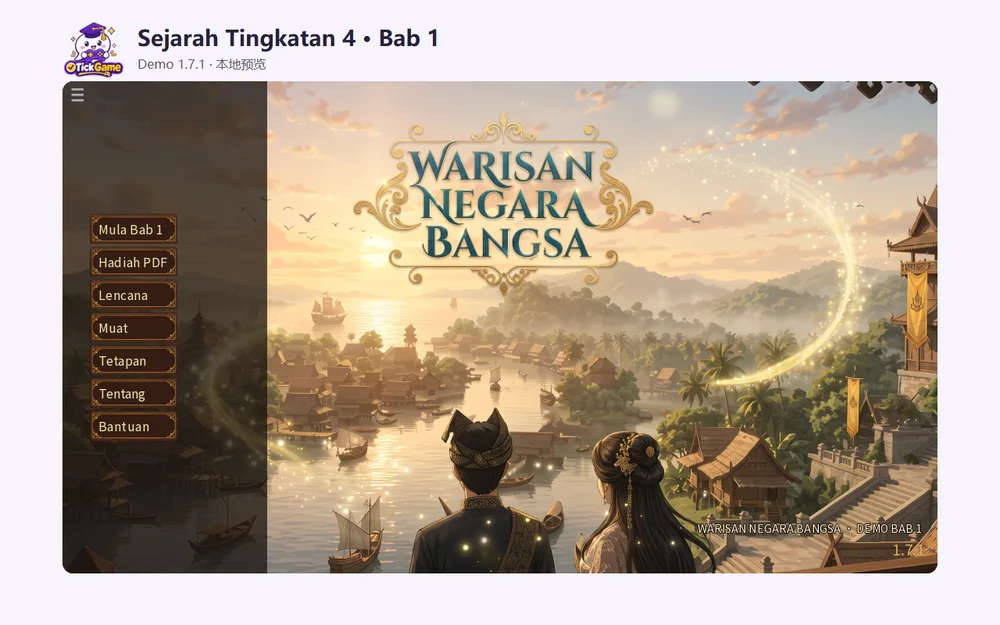 TickGame
Sejarah Tingkatan 4 • Bab 1
Demo 1.7.1 · 本地预览
WARISAN
NEGARA
BANGSA
Mula Bab 1
Hadiah PDF
Lencana
Muat
Tetapan
Tentang
Bantuan
WARISAN NEGARA BANGSA • DEMO BAB 1
1.7.1